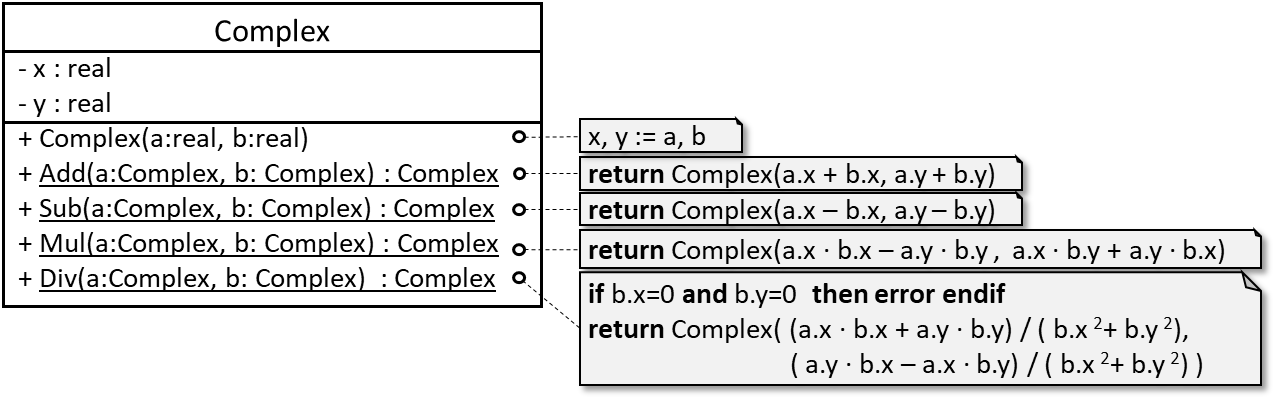 Complex
- x : real
- y : real
+ Complex(a:real, b:real)
x, y := a, b
+ Add(a:Complex, b: Complex) : Complex
return Complex(a.x + b.x, a.y + b.y)
+ Sub(a:Complex, b: Complex) : Complex
return Complex(a.x – b.x, a.y – b.y)
+ Mul(a:Complex, b: Complex) : Complex
return Complex(a.x · b.x – a.y · b.y , a.x · b.y + a.y · b.x)
+ Div(a:Complex, b: Complex) : Complex
if b.x=0 and b.y=0 then error endif
return Complex( (a.x · b.x + a.y · b.y) / ( b.x ²+ b.y ²),
( a.y · b.x – a.x · b.y) / ( b.x ²+ b.y ²) )